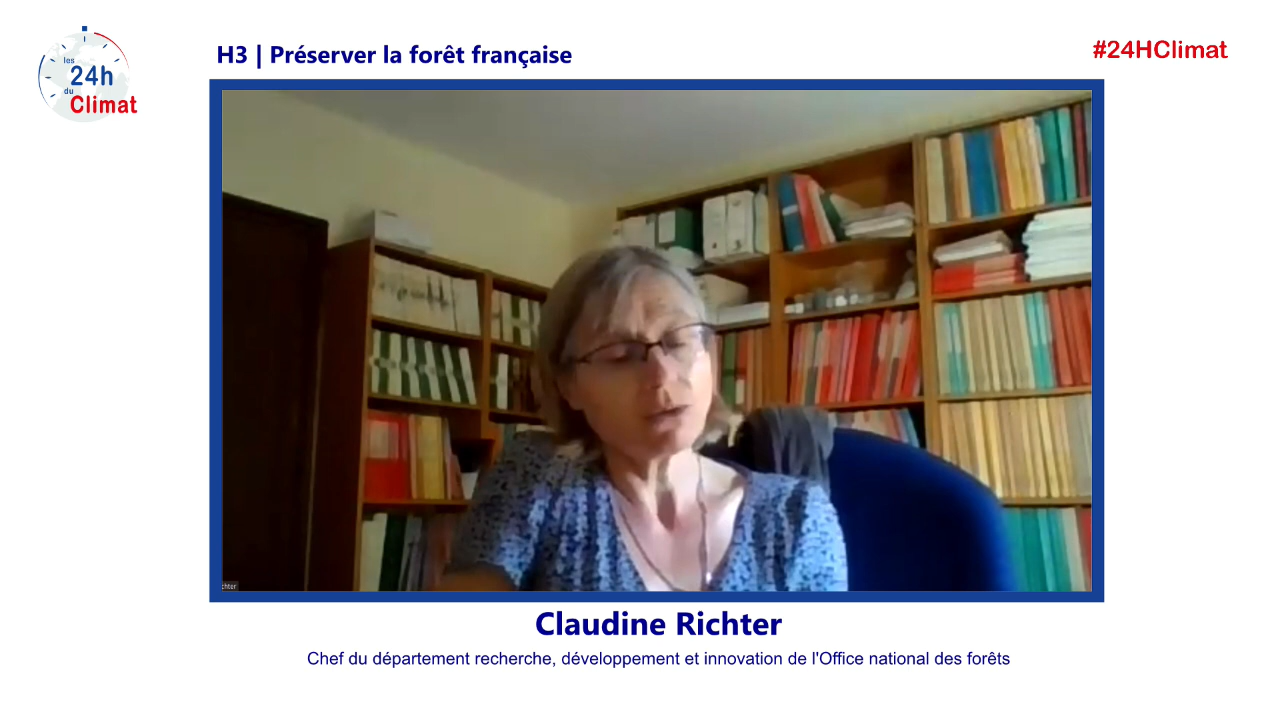 les
24h
du
Climat
H3 | Préserver la forêt française
#24HClimat
chter
Claudine Richter
Chef du département recherche, développement et innovation de l'Office national des forêts